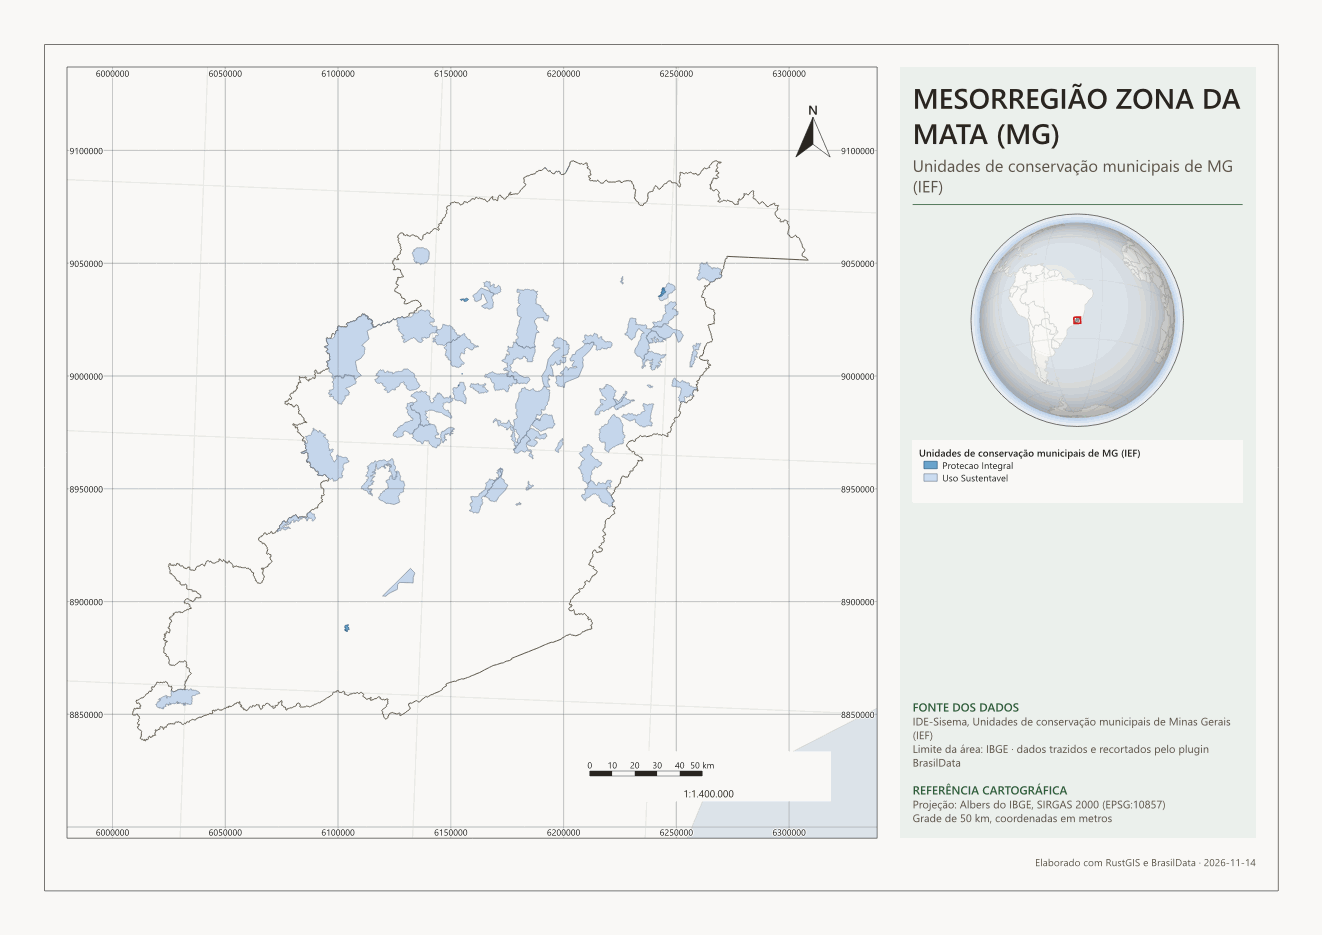 6000000 6050000 6100000 6150000 6200000 6250000 6300000
N
9100000 9100000
9050000 9050000
9000000 9000000
8950000 8950000
8900000 8900000
8850000 8850000
0 10 20 30 40 50 km
1:1.400.000
6000000 6050000 6100000 6150000 6200000 6250000 6300000
MESORREGIÃO ZONA DA
MATA (MG)
Unidades de conservação municipais de MG
(IEF)
Unidades de conservação municipais de MG (IEF)
Protecao Integral
Uso Sustentavel
FONTE DOS DADOS
IDE-Sisema, Unidades de conservação municipais de Minas Gerais
(IEF)
Limite da área: IBGE · dados trazidos e recortados pelo plugin
BrasilData
REFERÊNCIA CARTOGRÁFICA
Projeção: Albers do IBGE, SIRGAS 2000 (EPSG:10857)
Grade de 50 km, coordenadas em metros
Elaborado com RustGIS e BrasilData · 2026-11-14